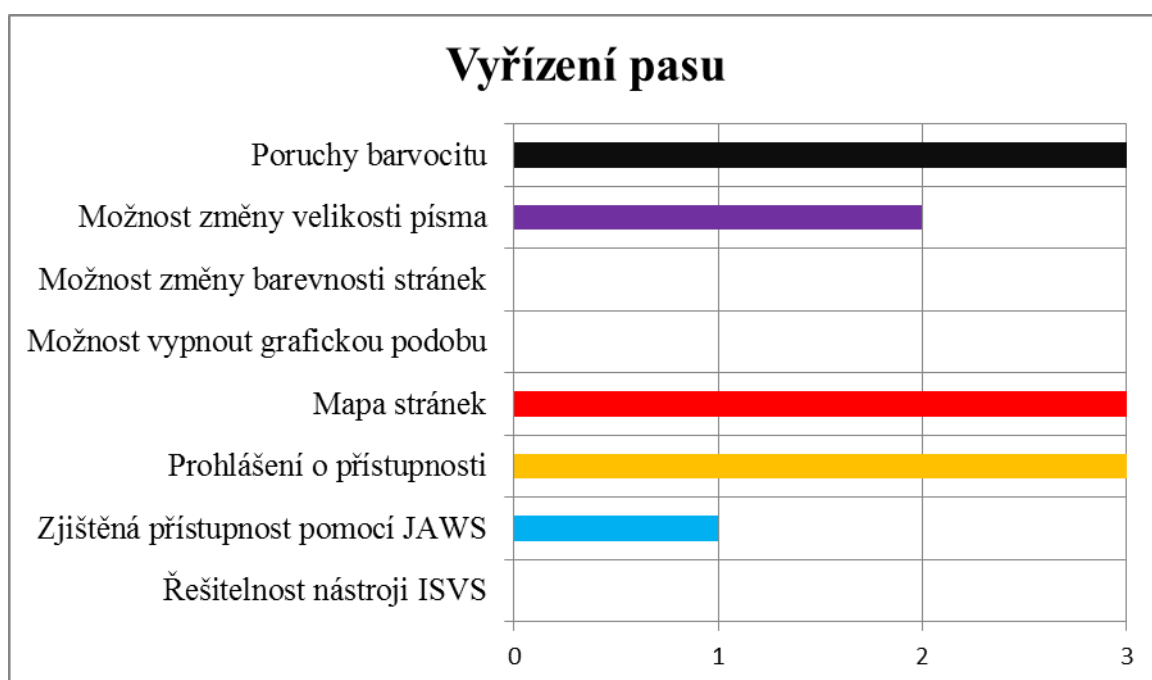 Vyřízení pasu
Poruchy barvocitu
Možnost změny velikosti písma
Možnost změny barevnosti stránek
Možnost vypnout grafickou podobu
Mapa stránek
Prohlášení o přístupnosti
Zjištěná přístupnost pomocí JAWS
Řešitelnost nástroji ISVS
0 1 2 3